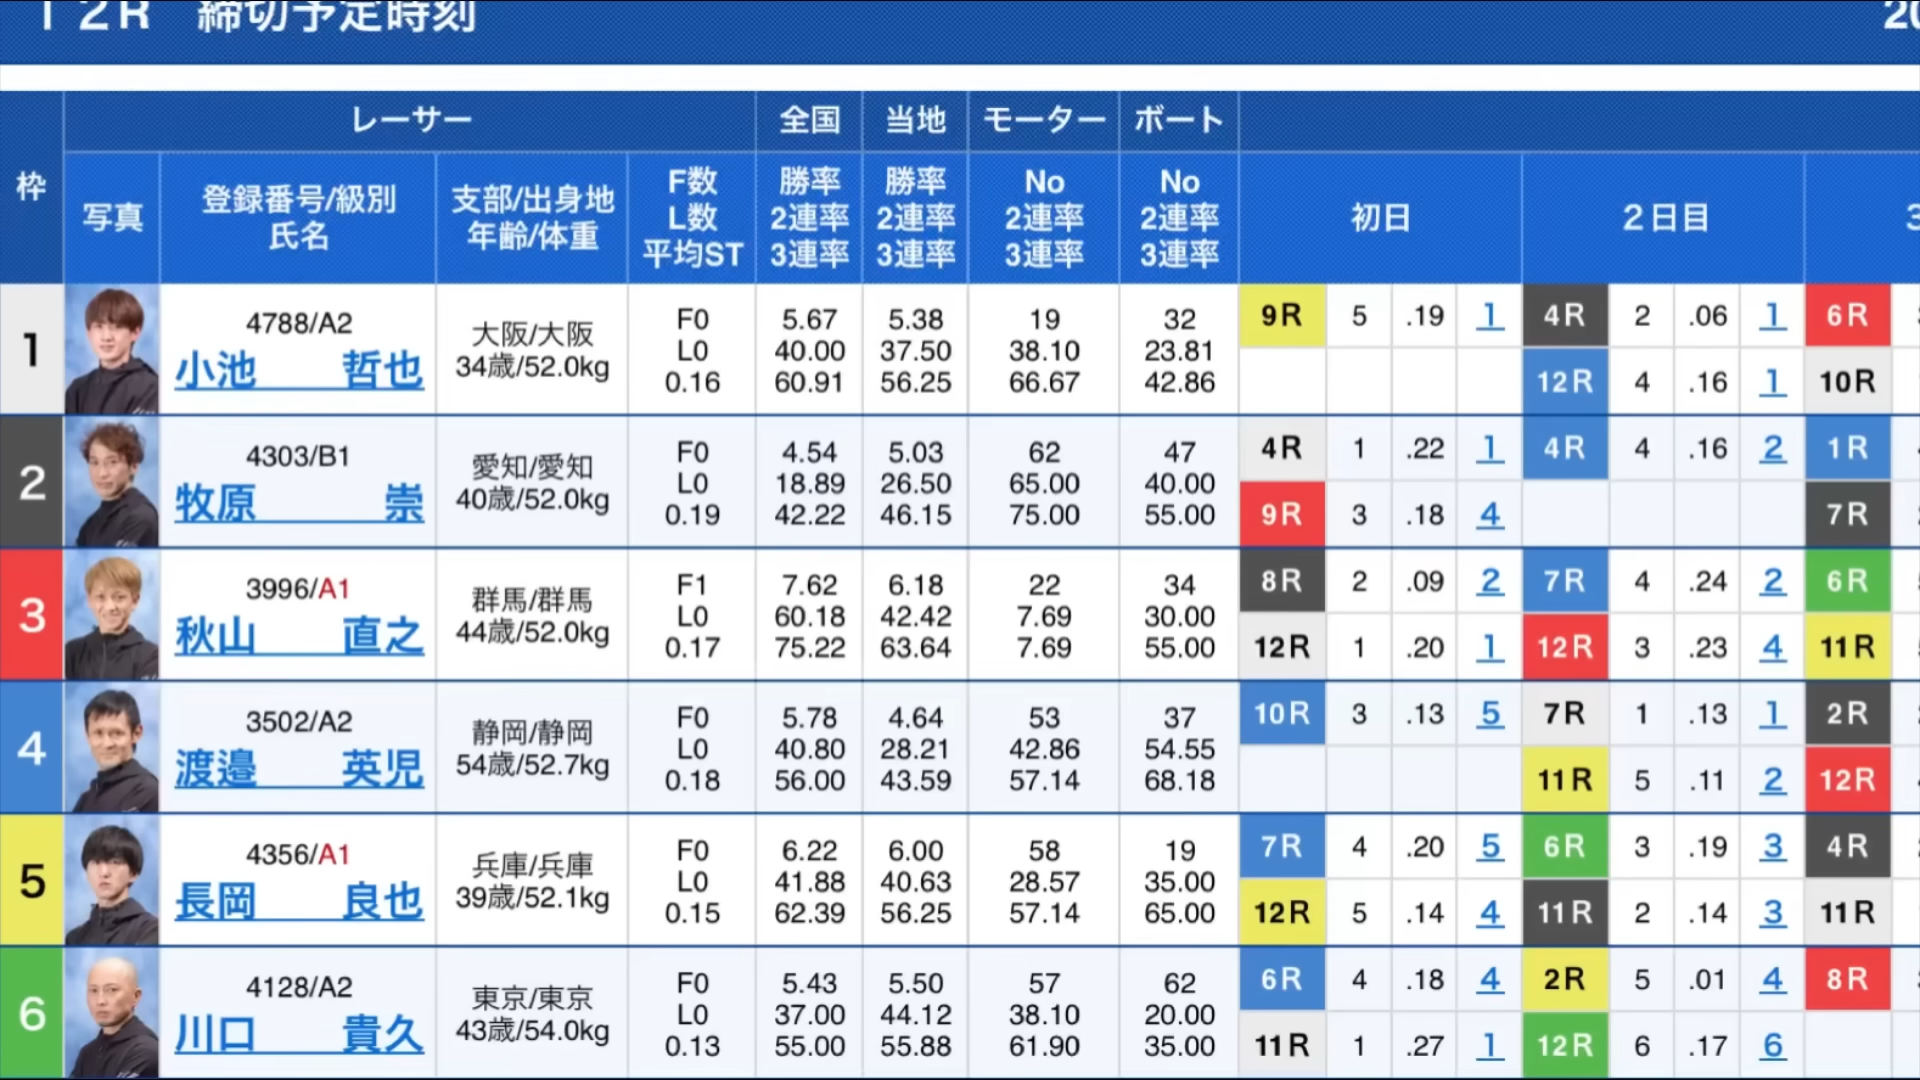 12R 締切予定時刻 20
枠 レーサー 全国 当地 モーター ボート
写真 登録番号/級別 氏名 支部/出身地 年齢/体重 F数 L数 平均ST 勝率 2連率 3連率 勝率 2連率 3連率 No 2連率 3連率 No 2連率 3連率 初日 2日目 3
1 4788/A2 大阪/大阪 F0 5.67 5.38 19 32 9R 5 .19 1 4R 2 .06 1 6R
小池 哲也 34歳/52.0kg L0 40.00 37.50 38.10 23.81
0.16 60.91 56.25 66.67 42.86 12R 4 .16 1 10R
2 4303/B1 愛知/愛知 F0 4.54 5.03 62 47 4R 1 .22 1 4R 4 .16 2 1R
牧原 崇 40歳/52.0kg L0 18.89 26.50 65.00 40.00
0.19 42.22 46.15 75.00 55.00 9R 3 .18 4 7R
3 3996/A1 群馬/群馬 F1 7.62 6.18 22 34 8R 2 .09 2 7R 4 .24 2 6R
秋山 直之 44歳/52.0kg L0 60.18 42.42 7.69 30.00
0.17 75.22 63.64 7.69 55.00 12R 1 .20 1 12R 3 .23 4 11R
4 3502/A2 静岡/静岡 F0 5.78 4.64 53 37 10R 3 .13 5 7R 1 .13 1 2R
渡邉 英児 54歳/52.7kg L0 40.80 28.21 42.86 54.55
0.18 56.00 43.59 57.14 68.18 11R 5 .11 2 12R
5 4356/A1 兵庫/兵庫 F0 6.22 6.00 58 19 7R 4 .20 5 6R 3 .19 3 4R
長岡 良也 39歳/52.1kg L0 41.88 40.63 28.57 35.00
0.15 62.39 56.25 57.14 65.00 12R 5 .14 4 11R 2 .14 3 11R
6 4128/A2 東京/東京 F0 5.43 5.50 57 62 6R 4 .18 4 2R 5 .01 4 8R
川口 貴久 43歳/54.0kg L0 37.00 44.12 38.10 20.00
0.13 55.00 55.88 61.90 35.00 11R 1 .27 1 12R 6 .17 6